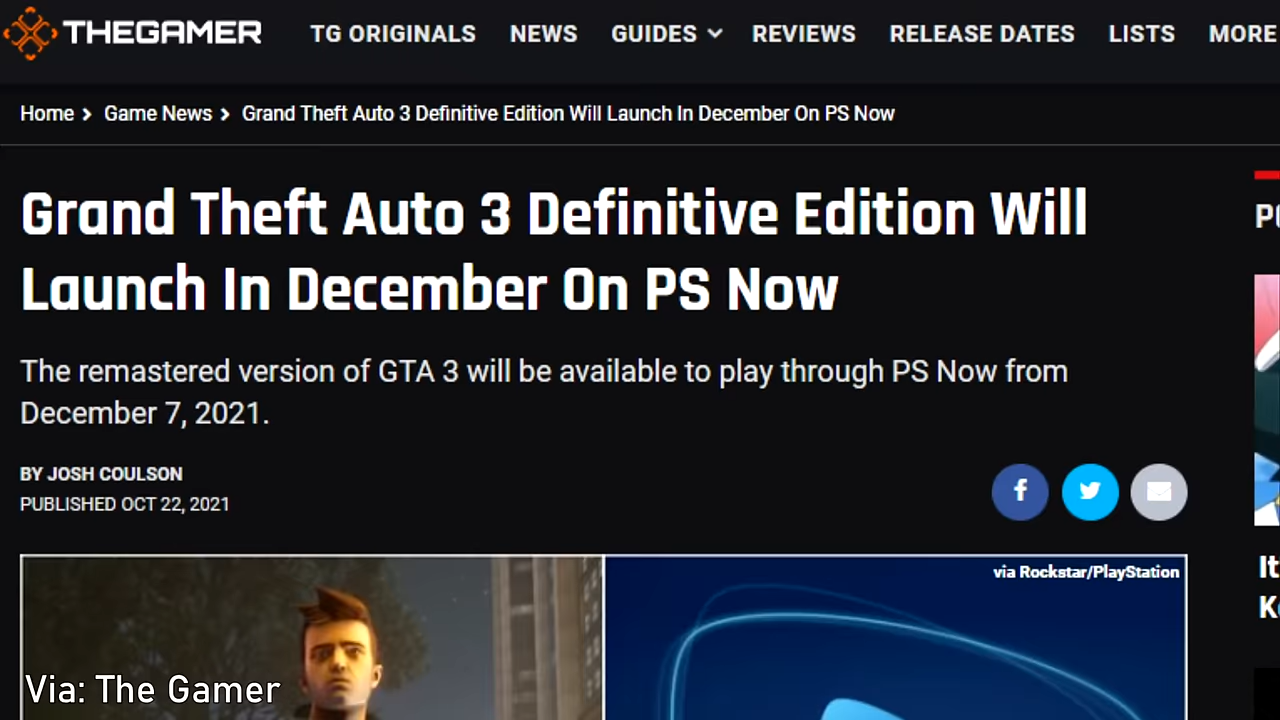 THEGAMER
TG ORIGINALS NEWS GUIDES REVIEWS RELEASE DATES LISTS MORE
Home > Game News > Grand Theft Auto 3 Definitive Edition Will Launch In December On PS Now
Grand Theft Auto 3 Definitive Edition Will
Launch In December On PS Now
The remastered version of GTA 3 will be available to play through PS Now from
December 7, 2021.
BY JOSH COULSON
PUBLISHED OCT 22, 2021
via Rockstar/PlayStation
It
Via: The Gamer